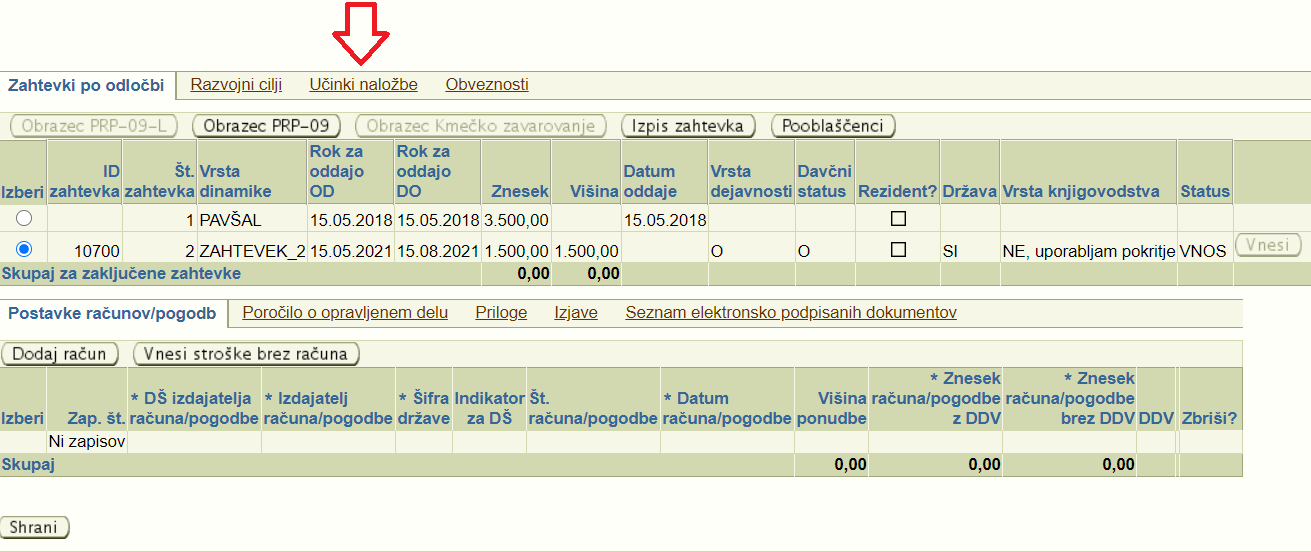 Zahtevki po odločbi Razvojni cilji Učinki naložbe Obveznosti
Obrazec PRP-09-L Obrazec PRP-09 Obrazec Kmečko zavarovanje Izpis zahtevka Pooblaščenci
Izberi ID zahtevka Št. zahtevka Vrsta dinamike Rok za oddajo OD Rok za oddajo DO Znesek Višina Datum oddaje Vrsta dejavnosti Davčni status Rezident? Država Vrsta knjigovodstva Status
1 PAVŠAL 15.05.2018 15.05.2018 3.500,00 15.05.2018
10700 2 ZAHTEVEK_2 15.05.2021 15.08.2021 1.500,00 1.500,00 O O SI NE, uporabljam pokritje VNOS Vnesi
Skupaj za zaključene zahtevke 0,00 0,00
Postavke računov/pogodb Poročilo o opravljenem delu Priloge Izjave Seznam elektronsko podpisanih dokumentov
Dodaj račun Vnesi stroške brez računa
Izberi Zap. št. * DŠ izdajatelja računa/pogodbe * Izdajatelj računa/pogodbe * Šifra države Indikator za DŠ Št. računa/pogodbe * Datum računa/pogodbe Višina ponudbe * Znesek računa/pogodbe z DDV * Znesek računa/pogodbe brez DDV DDV Zbriši?
Ni zapisov
Skupaj 0,00 0,00 0,00
Shrani